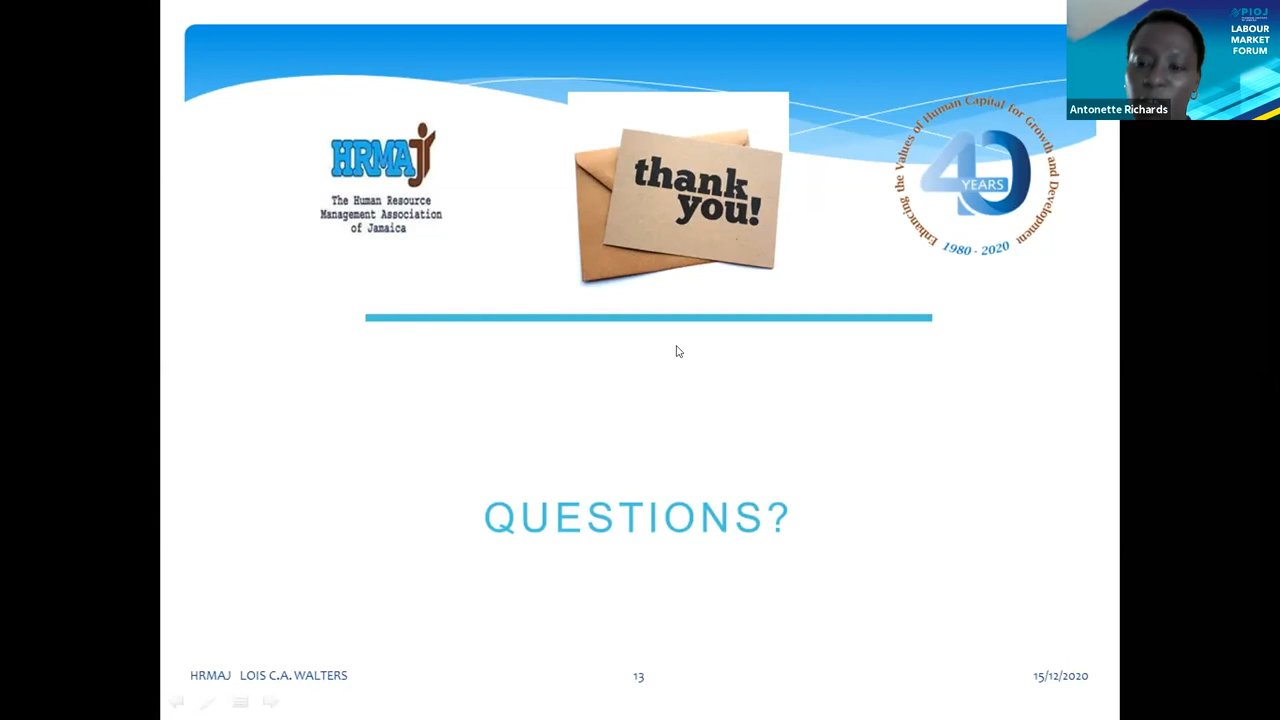 PIOJ
LABOUR
MARKET
FORUM
Antonette Richards
HRMAJ
The Human Resource
Management Association
of Jamaica
thank
you!
Enhancing the Values of Human Capital for Growth and Development
40
YEARS
1980 - 2020
QUESTIONS?
HRMAJ LOIS C.A. WALTERS
13
15/12/2020